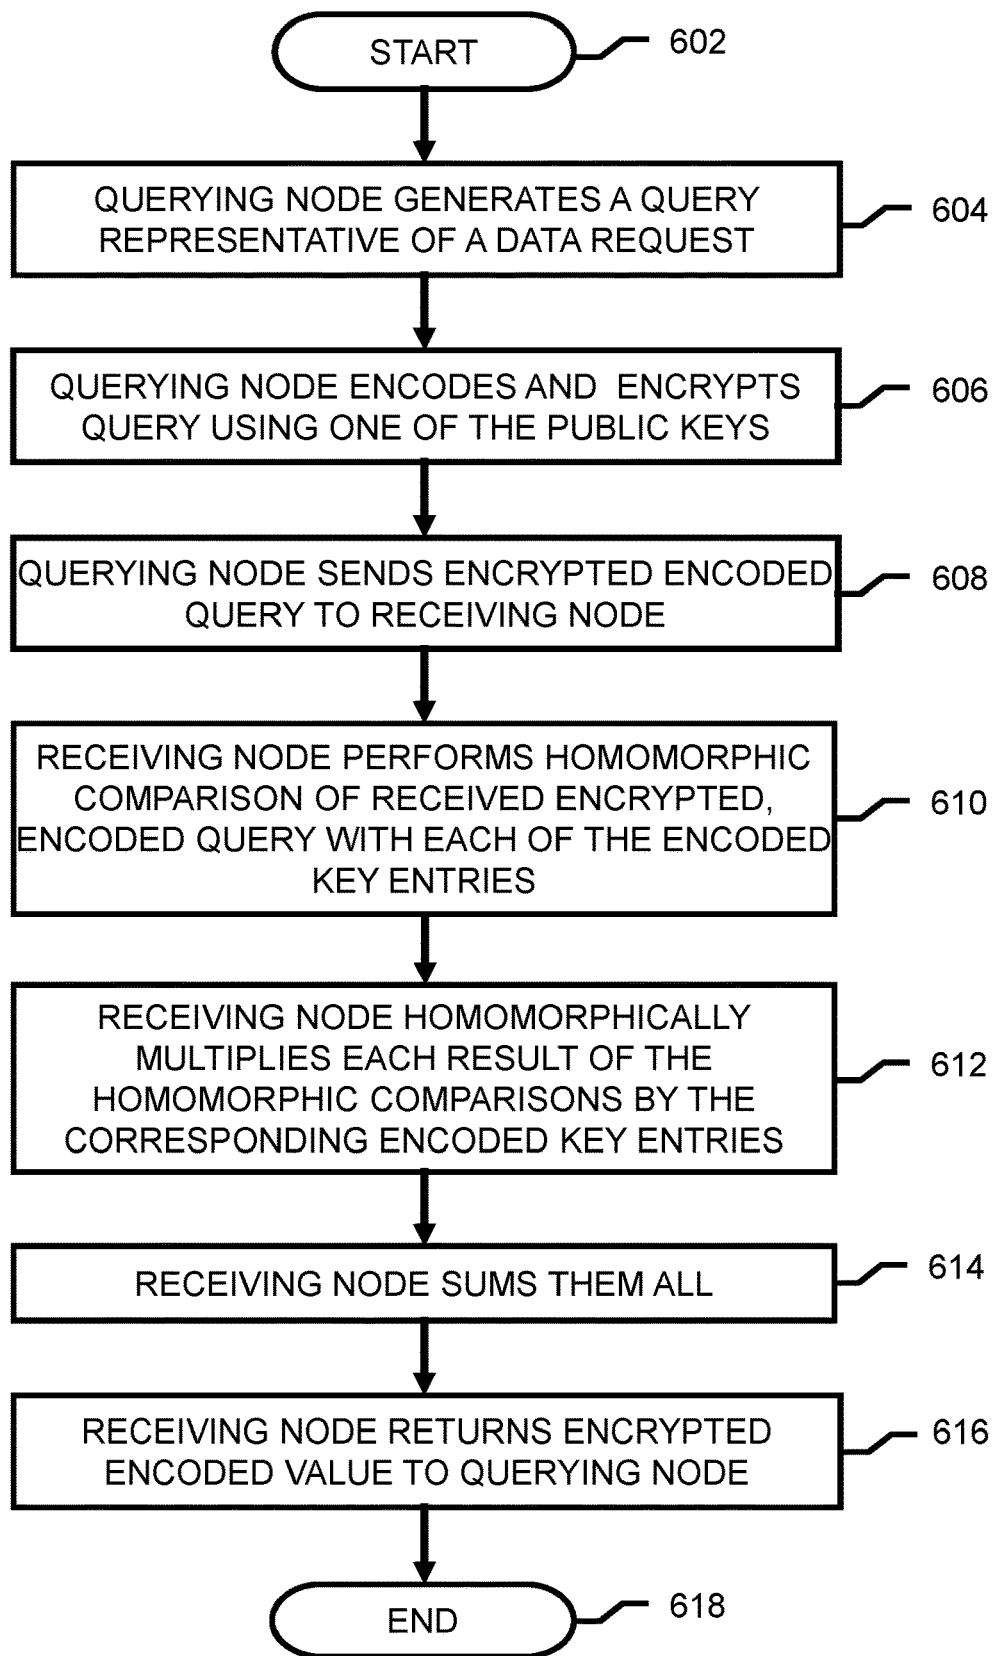 START
602
QUERYING NODE GENERATES A QUERY
REPRESENTATIVE OF A DATA REQUEST
604
QUERYING NODE ENCODES AND ENCRYPTS
QUERY USING ONE OF THE PUBLIC KEYS
606
QUERYING NODE SENDS ENCRYPTED ENCODED
QUERY TO RECEIVING NODE
608
RECEIVING NODE PERFORMS HOMOMORPHIC
COMPARISON OF RECEIVED ENCRYPTED,
ENCODED QUERY WITH EACH OF THE ENCODED
KEY ENTRIES
610
RECEIVING NODE HOMOMORPHICALLY
MULTIPLIES EACH RESULT OF THE
HOMOMORPHIC COMPARISONS BY THE
CORRESPONDING ENCODED KEY ENTRIES
612
RECEIVING NODE SUMS THEM ALL
614
RECEIVING NODE RETURNS ENCRYPTED
ENCODED VALUE TO QUERYING NODE
616
END
618